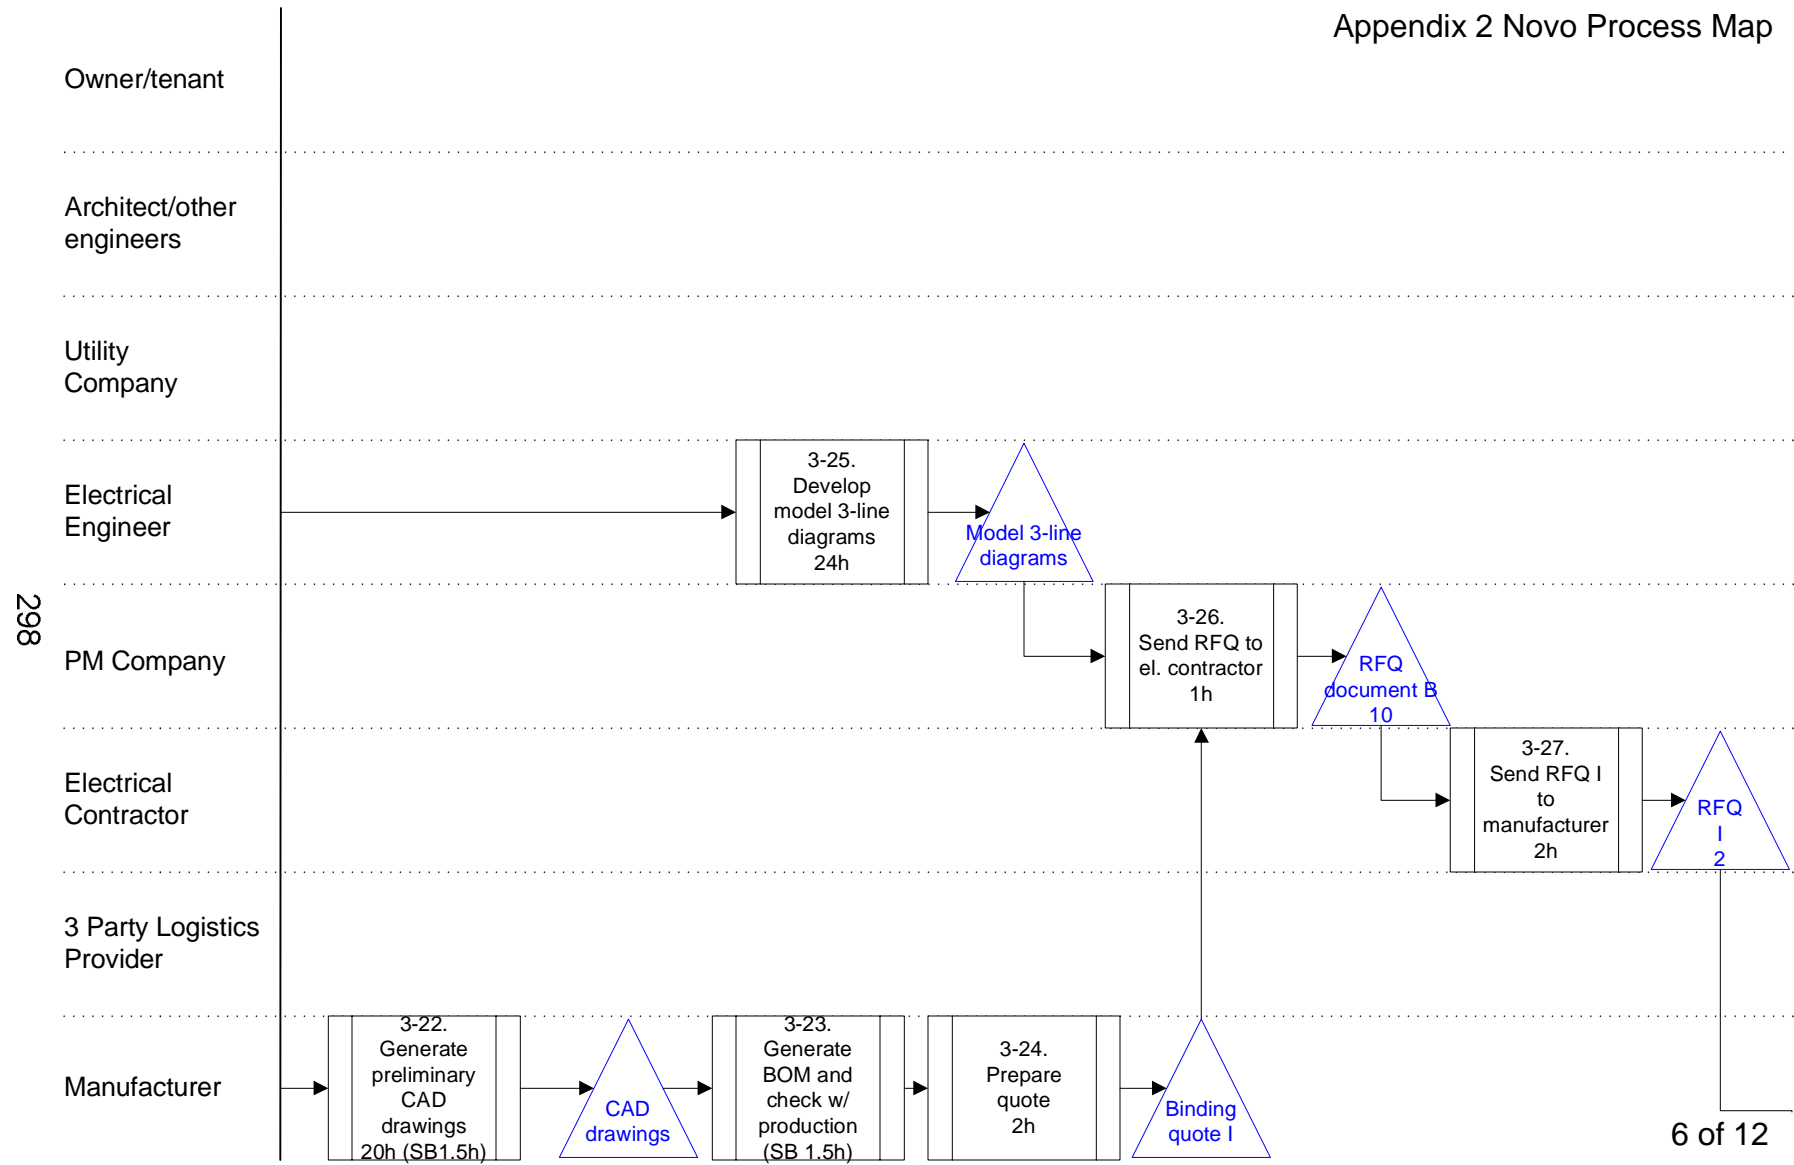 Appendix 2 Novo Process Map
Owner/tenant
Architect/other
engineers
Utility
Company
Electrical
Engineer
3-25.
Develop
model 3-line
diagrams
24h
Model 3-line
diagrams
298
PM Company
3-26.
Send RFQ to
el. contractor
1h
RFQ
document B
10
Electrical
Contractor
3-27.
Send RFQ I
to
manufacturer
2h
RFQ
I
2
3 Party Logistics
Provider
Manufacturer
3-22.
Generate
preliminary
CAD
drawings
20h (SB1.5h)
CAD
drawings
3-23.
Generate
BOM and
check w/
production
(SB 1.5h)
3-24.
Prepare
quote
2h
Binding
quote I
6 of 12